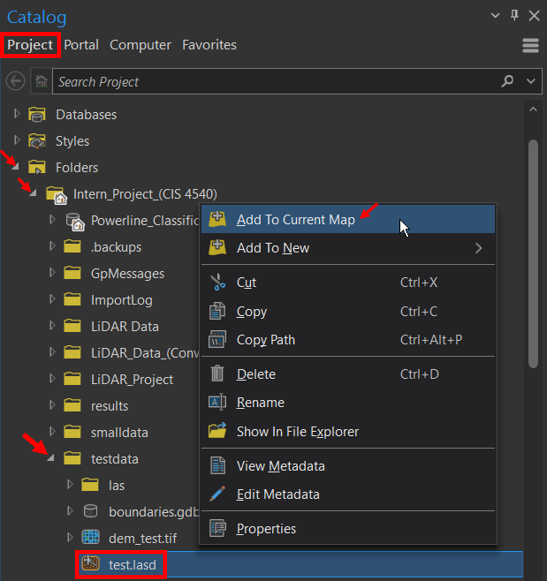 Catalog
Project Portal Computer Favorites
Search Project
Databases
Styles
Folders
Intern_Project_(CIS 4540)
Powerline_Classific
.backups
GpMessages
ImportLog
LiDAR Data
LiDAR_Data_(Conv
LiDAR_Project
results
smalldata
testdata
las
boundaries.gdb
dem_test.tif
test.lasd
Add To Current Map
Add To New
Cut Ctrl+X
Copy Ctrl+C
Copy Path Ctrl+Alt+P
Delete Ctrl+D
Rename
Show In File Explorer
View Metadata
Edit Metadata
Properties